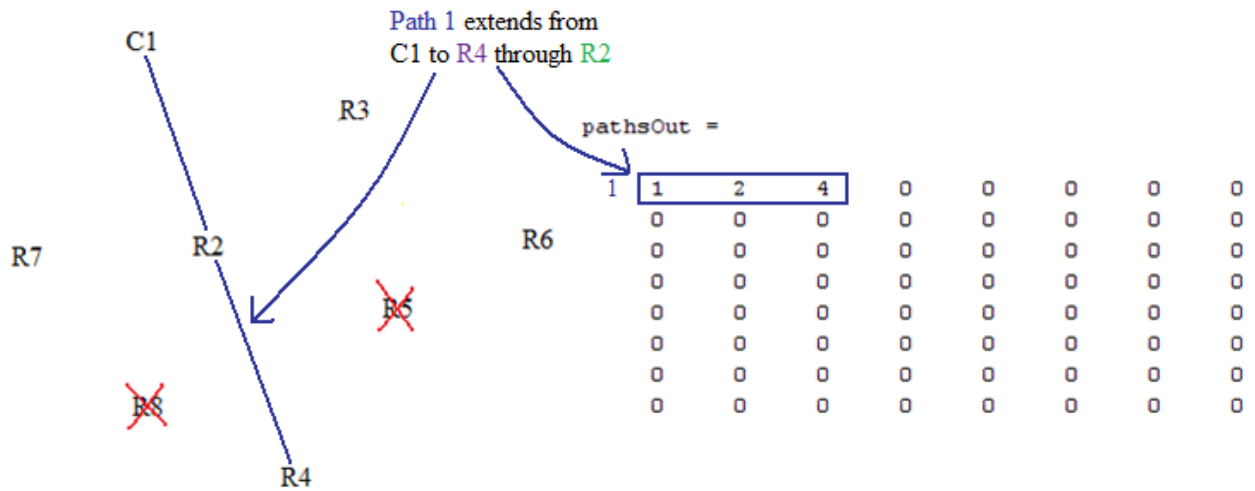 Path 1 extends from
C1 to R4 through R2
C1
R3
pathsOut =
R2
R6
R7
R5
R8
R4
1 1 2 4 0 0 0 0 0
0 0 0 0 0 0 0 0
0 0 0 0 0 0 0 0
0 0 0 0 0 0 0 0
0 0 0 0 0 0 0 0
0 0 0 0 0 0 0 0
0 0 0 0 0 0 0 0
0 0 0 0 0 0 0 0